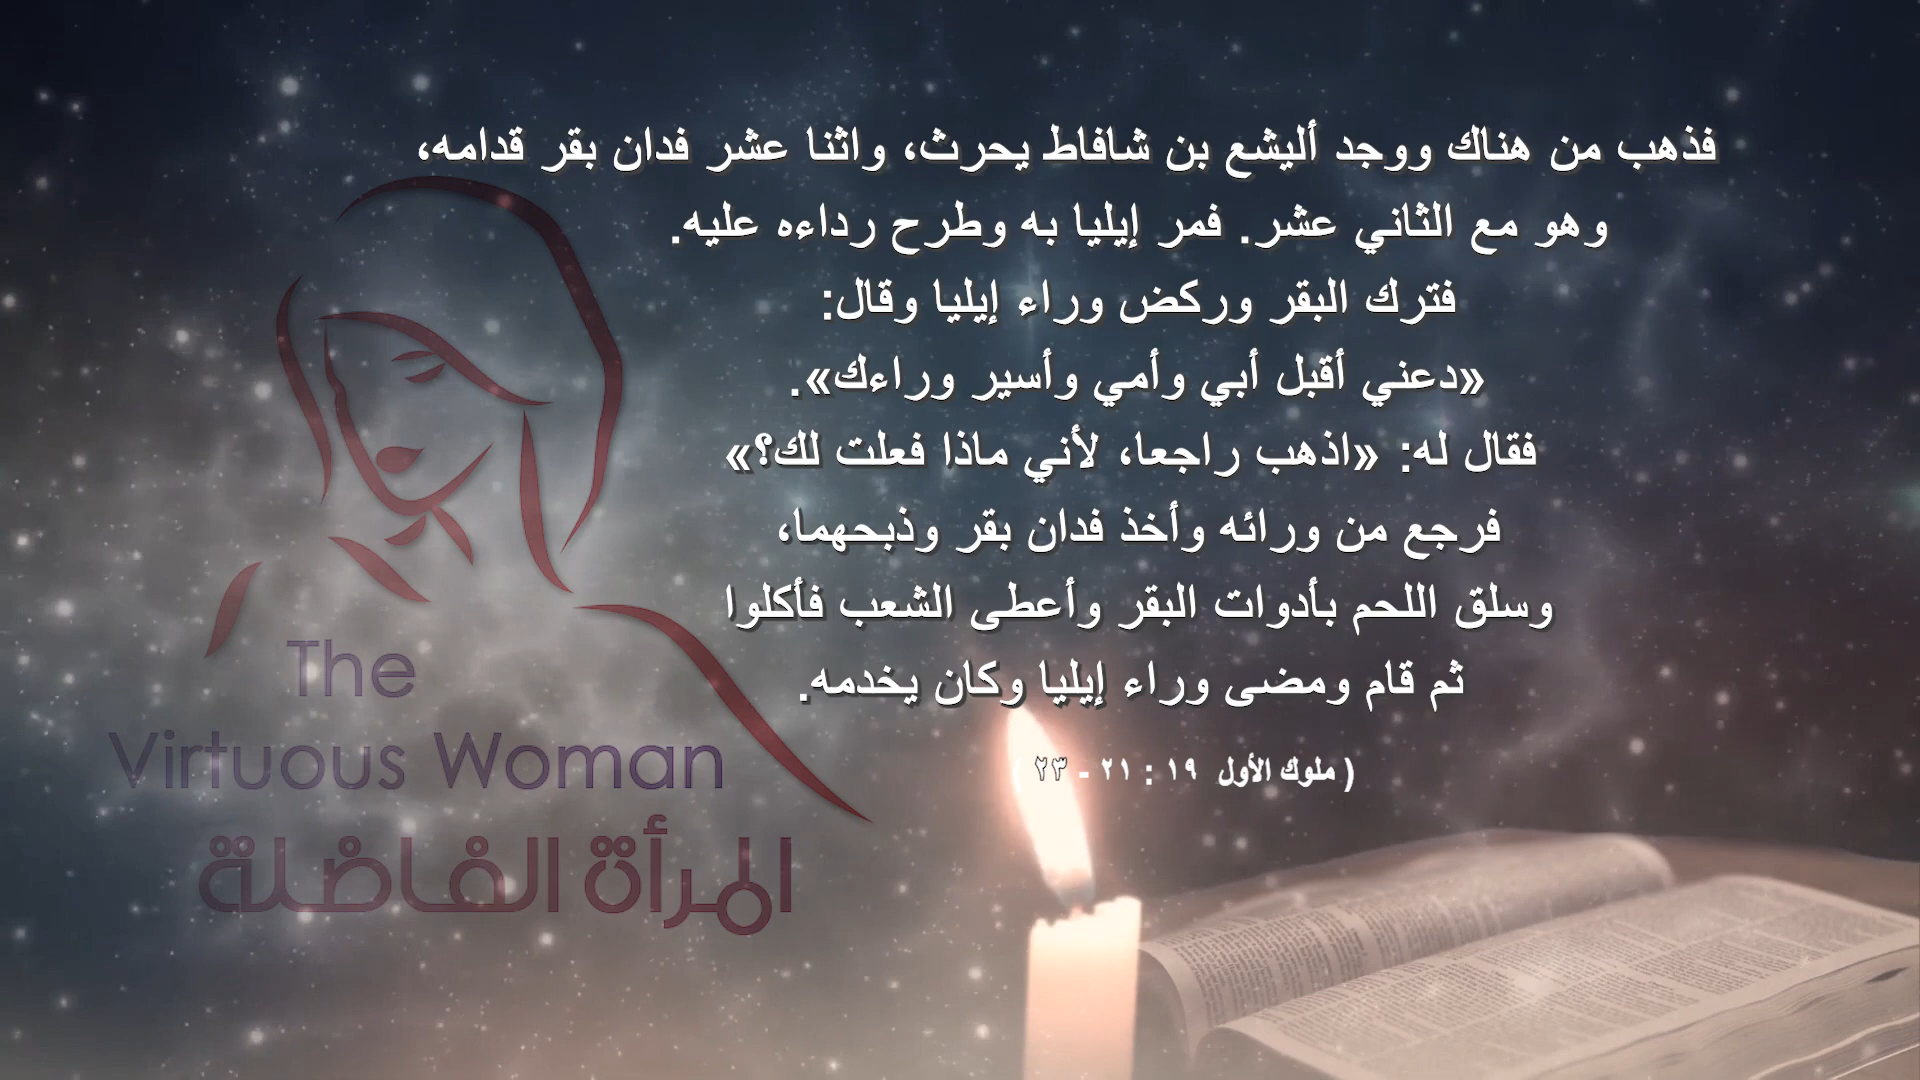 فذهب من هناك ووجد أليشع بن شافاط يحرث، واثنا عشر فدان بقر قدامه،
وهو مع الثاني عشر. فمر إيليا به وطرح رداءه عليه.
فترك البقر وركض وراء إيليا وقال:
«دعني أقبل أبي وأمي وأسير وراءك».
فقال له: «اذهب راجعا، لأني ماذا فعلت لك؟»
فرجع من ورائه وأخذ فدان بقر وذبحهما،
وسلق اللحم بأدوات البقر وأعطى الشعب فأكلوا
ثم قام ومضى وراء إيليا وكان يخدمه.
( ملوك الأول ١٩ : ٢١ - ٢٣
The
Virtuous Woman
المرأة الفاضلة